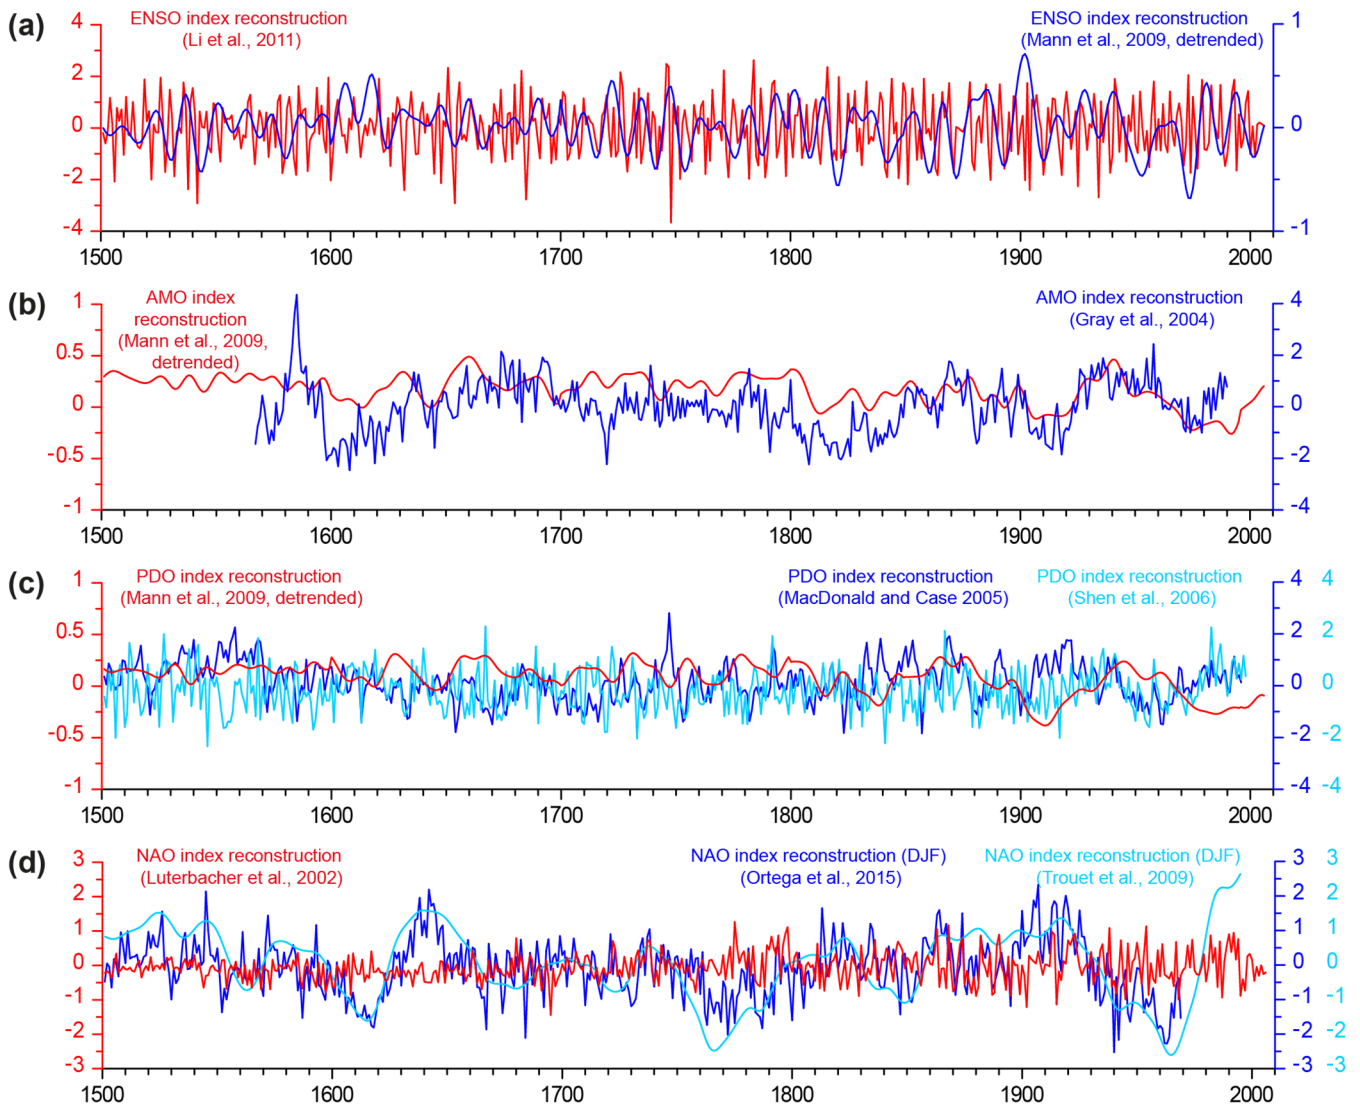 (a)
ENSO index reconstruction
(Li et al., 2011)
ENSO index reconstruction
(Mann et al., 2009, detrended)
4
2
0
-2
-4
1
0
-1
1500 1600 1700 1800 1900 2000
(b)
AMO index
reconstruction
(Mann et al., 2009,
detrended)
AMO index reconstruction
(Gray et al., 2004)
1
0.5
0
-0.5
-1
4
2
0
-2
-4
1500 1600 1700 1800 1900 2000
(c)
PDO index reconstruction
(Mann et al., 2009, detrended)
PDO index reconstruction
(MacDonald and Case 2005)
PDO index reconstruction
(Shen et al., 2006)
1
0.5
0
-0.5
-1
4
2
0
-2
-4
4
2
0
-2
-4
1500 1600 1700 1800 1900 2000
(d)
NAO index reconstruction
(Luterbacher et al., 2002)
NAO index reconstruction (DJF)
(Ortega et al., 2015)
NAO index reconstruction (DJF)
(Trouet et al., 2009)
3
2
1
0
-1
-2
-3
3
2
1
0
-1
-2
-3
3
2
1
0
-1
-2
-3
1500 1600 1700 1800 1900 2000